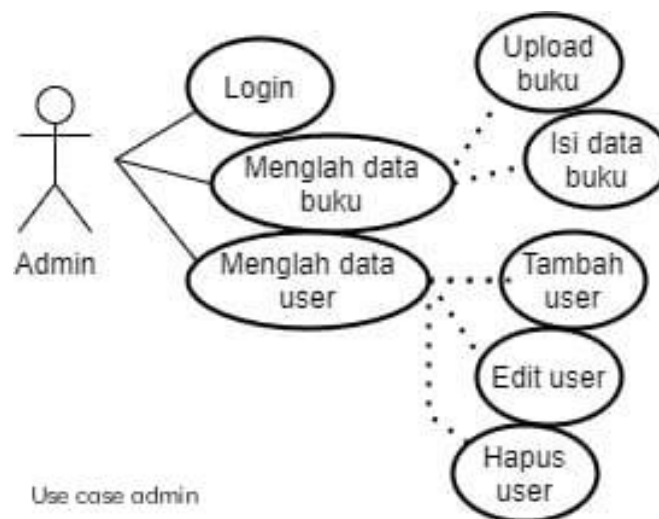 Upload
buku
Login
Isi data
buku
Menglah data
buku
Admin
Menglah data
user
Tambah
user
Edit user
Hapus
user
Use case admin